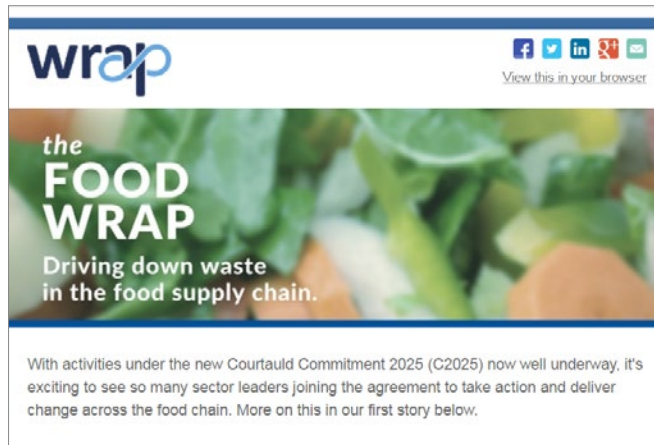 wrap
View this in your browser
the
FOOD
WRAP
Driving down waste
in the food supply chain.
With activities under the new Courtauld Commitment 2025 (C2025) now well underway, it's
exciting to see so many sector leaders joining the agreement to take action and deliver
change across the food chain. More on this in our first story below.